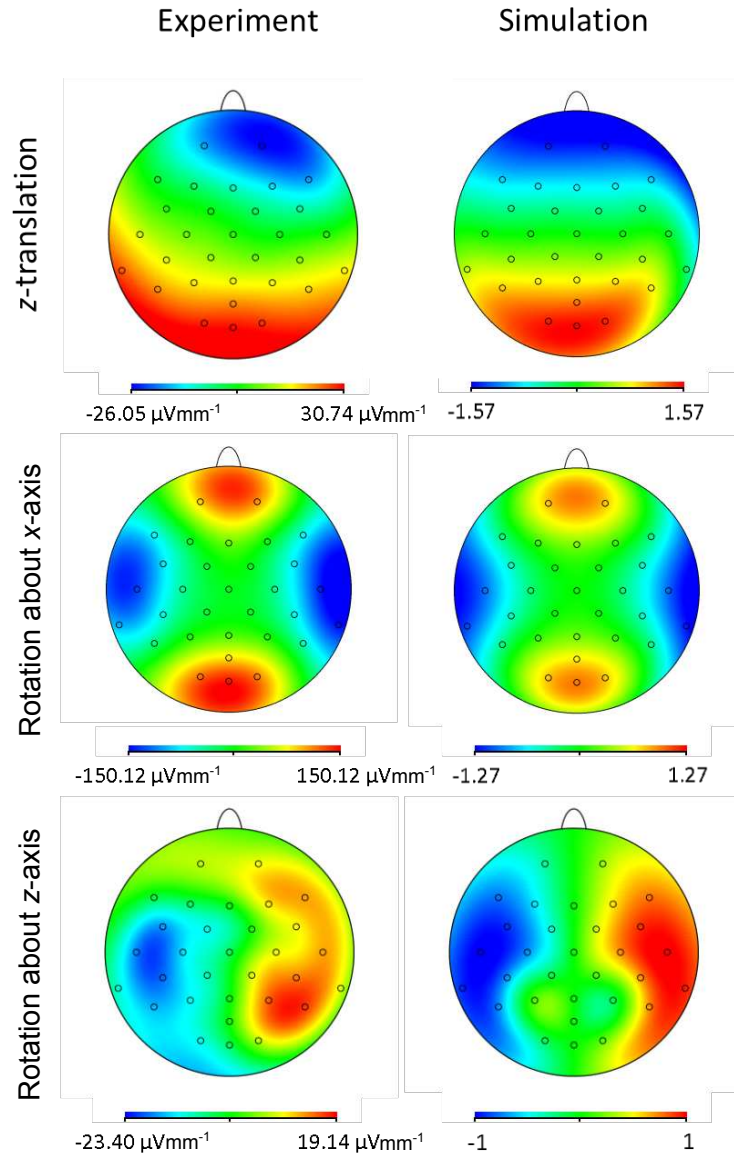 Experiment Simulation
z-translation
-26.05 µVmm⁻¹ 30.74 µVmm⁻¹ -1.57 1.57
Rotation about x-axis
-150.12 µVmm⁻¹ 150.12 µVmm⁻¹ -1.27 1.27
Rotation about z-axis
-23.40 µVmm⁻¹ 19.14 µVmm⁻¹ -1 1